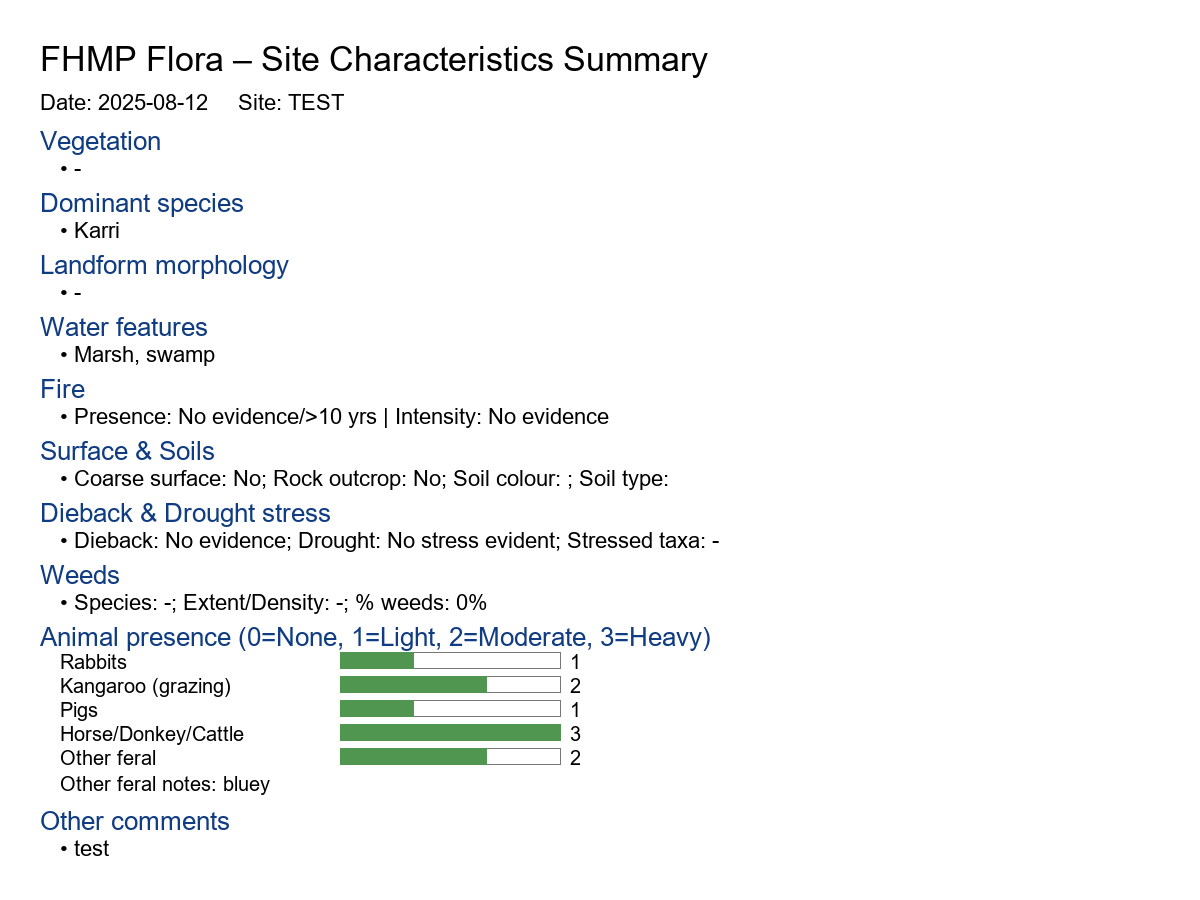 FHMP Flora – Site Characteristics Summary
Date: 2025-08-12 Site: TEST
Vegetation
• -
Dominant species
• Karri
Landform morphology
• -
Water features
• Marsh, swamp
Fire
• Presence: No evidence/>10 yrs | Intensity: No evidence
Surface & Soils
• Coarse surface: No; Rock outcrop: No; Soil colour: ; Soil type:
Dieback & Drought stress
• Dieback: No evidence; Drought: No stress evident; Stressed taxa: -
Weeds
• Species: -; Extent/Density: -; % weeds: 0%
Animal presence (0=None, 1=Light, 2=Moderate, 3=Heavy)
Rabbits 1
Kangaroo (grazing) 2
Pigs 1
Horse/Donkey/Cattle 3
Other feral 2
Other feral notes: bluey
Other comments
• test